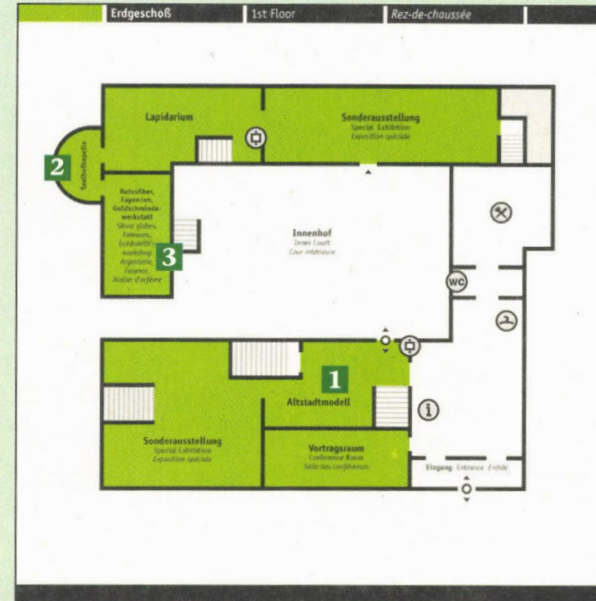 Erdgeschoß
1st Floor
Rez-de-chaussée
Lapidarium
Sonderausstellung
Special Exhibition
Exposition spéciale
2
Ratssilber,
Fayencen,
Goldschmiede-
werkstatt
Silver plates,
Faiences,
Goldsmith
workshop
Argenterie,
Faience,
Atelier d'orfèvre
3
Innenhof
Inner Court
Cour intérieure
WC
1
Altstadtmodell
i
Sonderausstellung
Special Exhibition
Exposition spéciale
Vortragsraum
Conference Room
Salle des conférences
Eingang Entrance Entrée